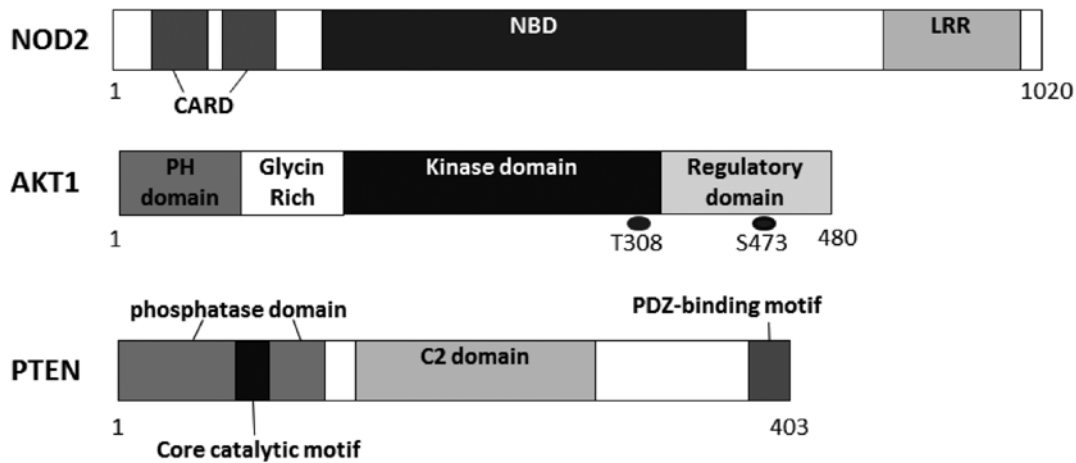 NOD2
NBD
LRR
1
1020
CARD
AKT1
PH
domain
Glycin
Rich
Kinase domain
Regulatory
domain
1
T308
S473
480
phosphatase domain
PDZ-binding motif
PTEN
C2 domain
1
403
Core catalytic motif